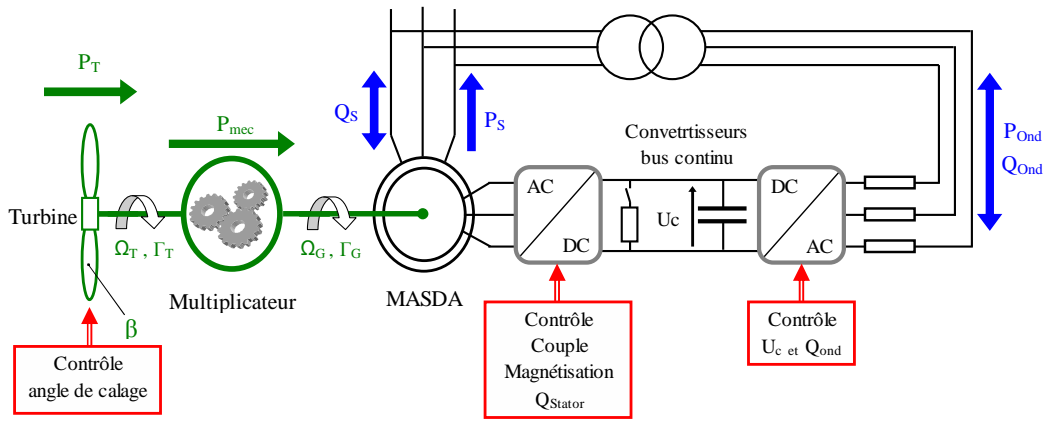 P_T
Q_S
P_S
P_mec
Convetrtisseurs
bus continu
P_Ond
Q_Ond
AC
DC
DC
AC
Uc
Turbine
Ω_T , Γ_T
Ω_G , Γ_G
β
Multiplicateur
MASDA
Contrôle
angle de calage
Contrôle
Couple
Magnétisation
Q_Stator
Contrôle
U_c et Q_ond